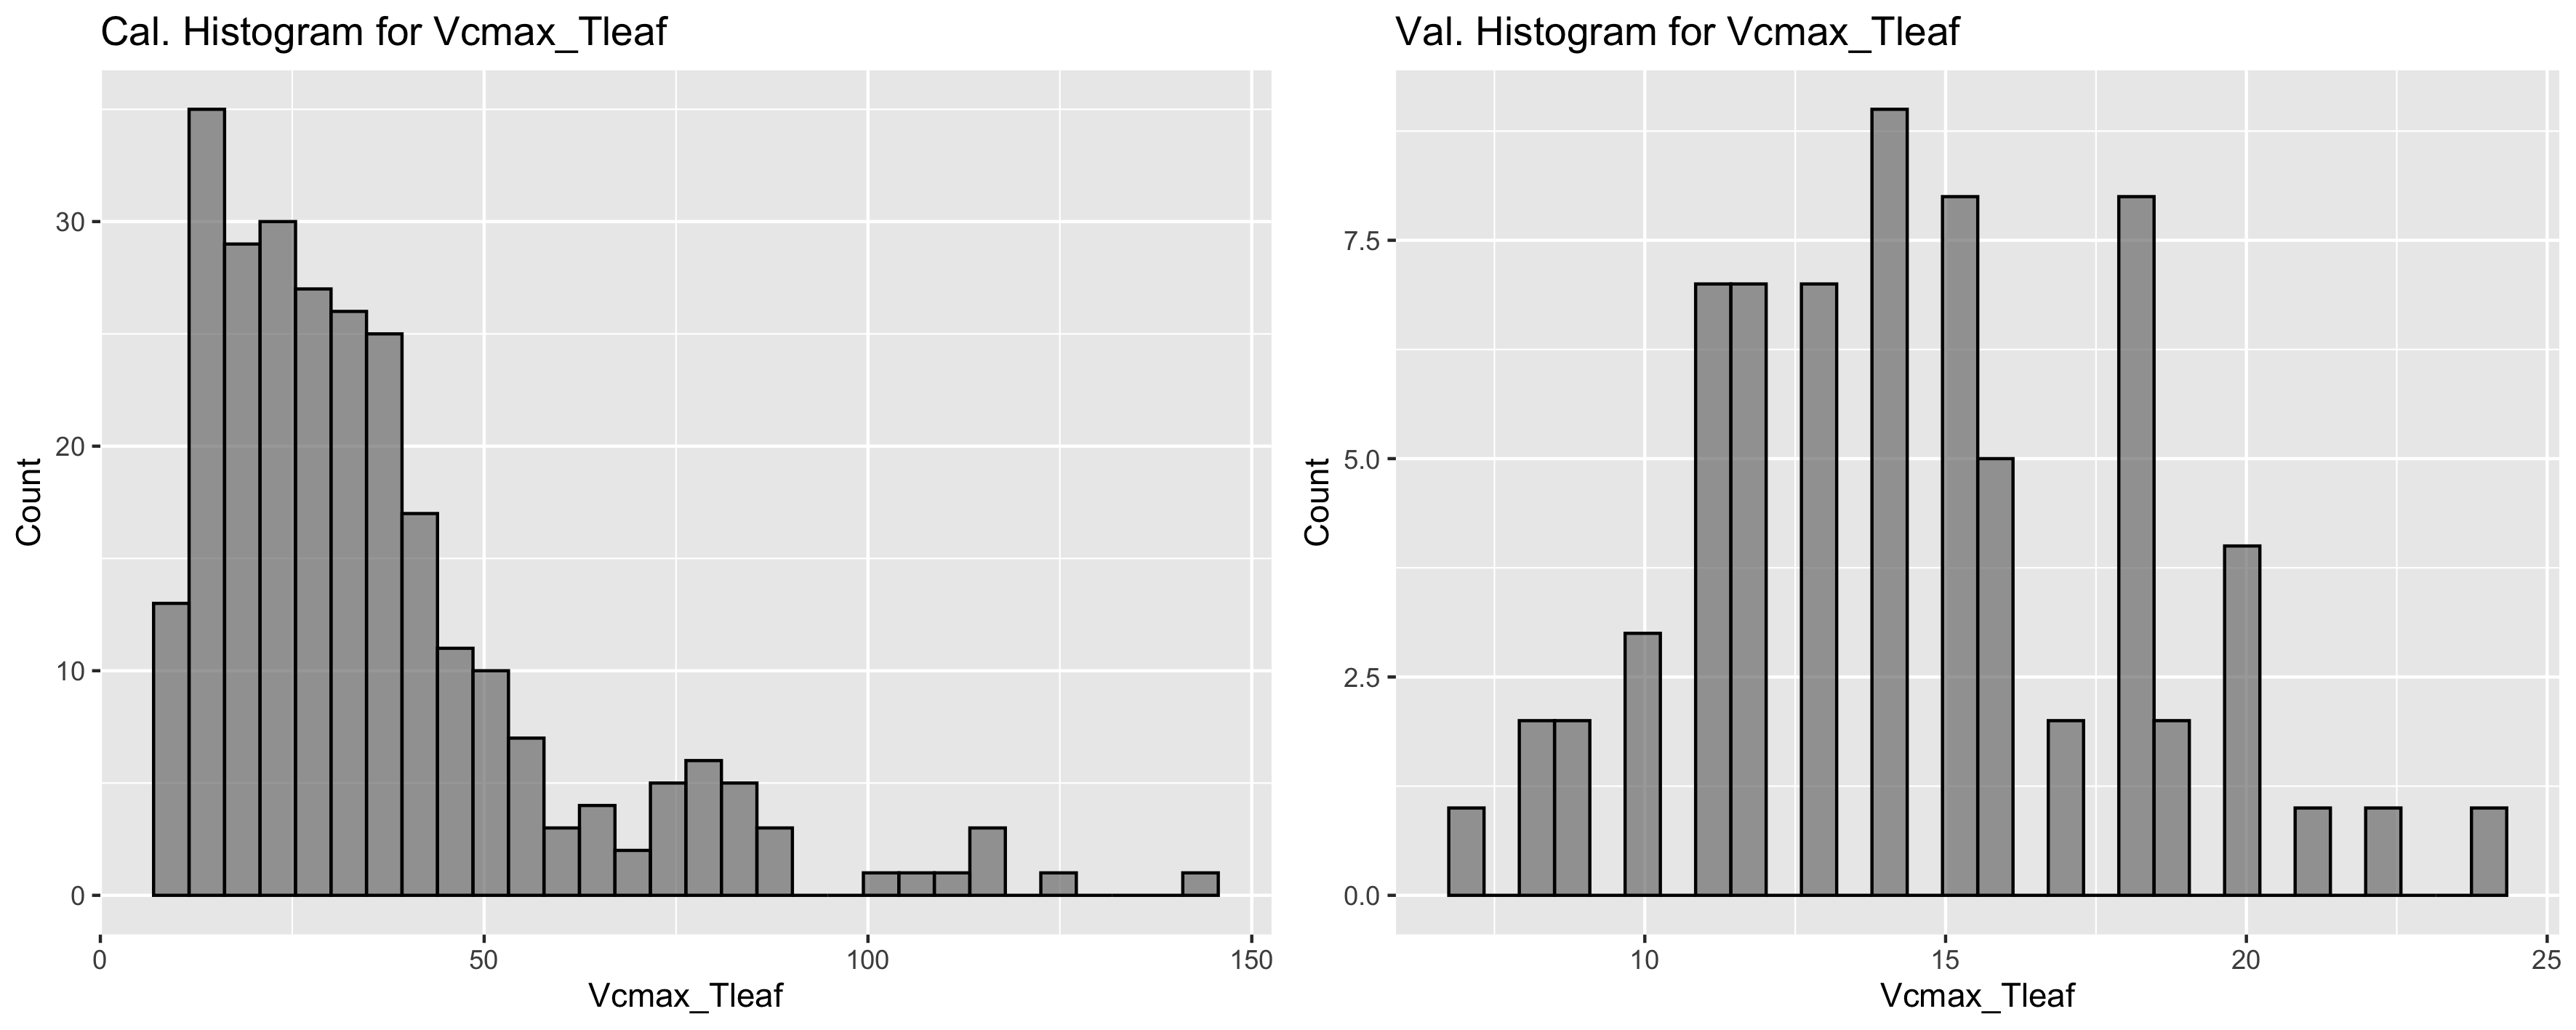 Cal. Histogram for Vcmax_Tleaf
Count
30
20
10
0
0 50 100 150
Vcmax_Tleaf
Val. Histogram for Vcmax_Tleaf
Count
7.5
5.0
2.5
0.0
10 15 20 25
Vcmax_Tleaf